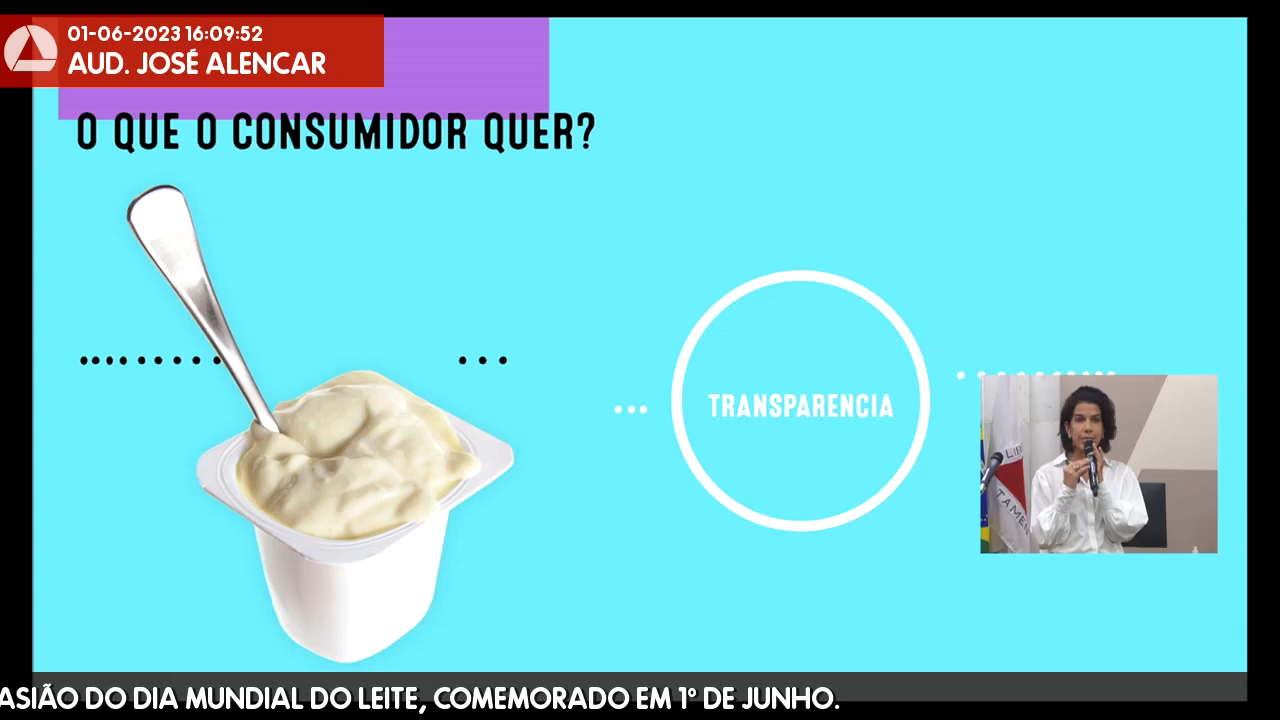 01-06-2023 16:09:52
AUD. JOSÉ ALENCAR
O QUE O CONSUMIDOR QUER?
TRANSPARENCIA
ASIÃO DO DIA MUNDIAL DO LEITE, COMEMORADO EM 1º DE JUNHO.